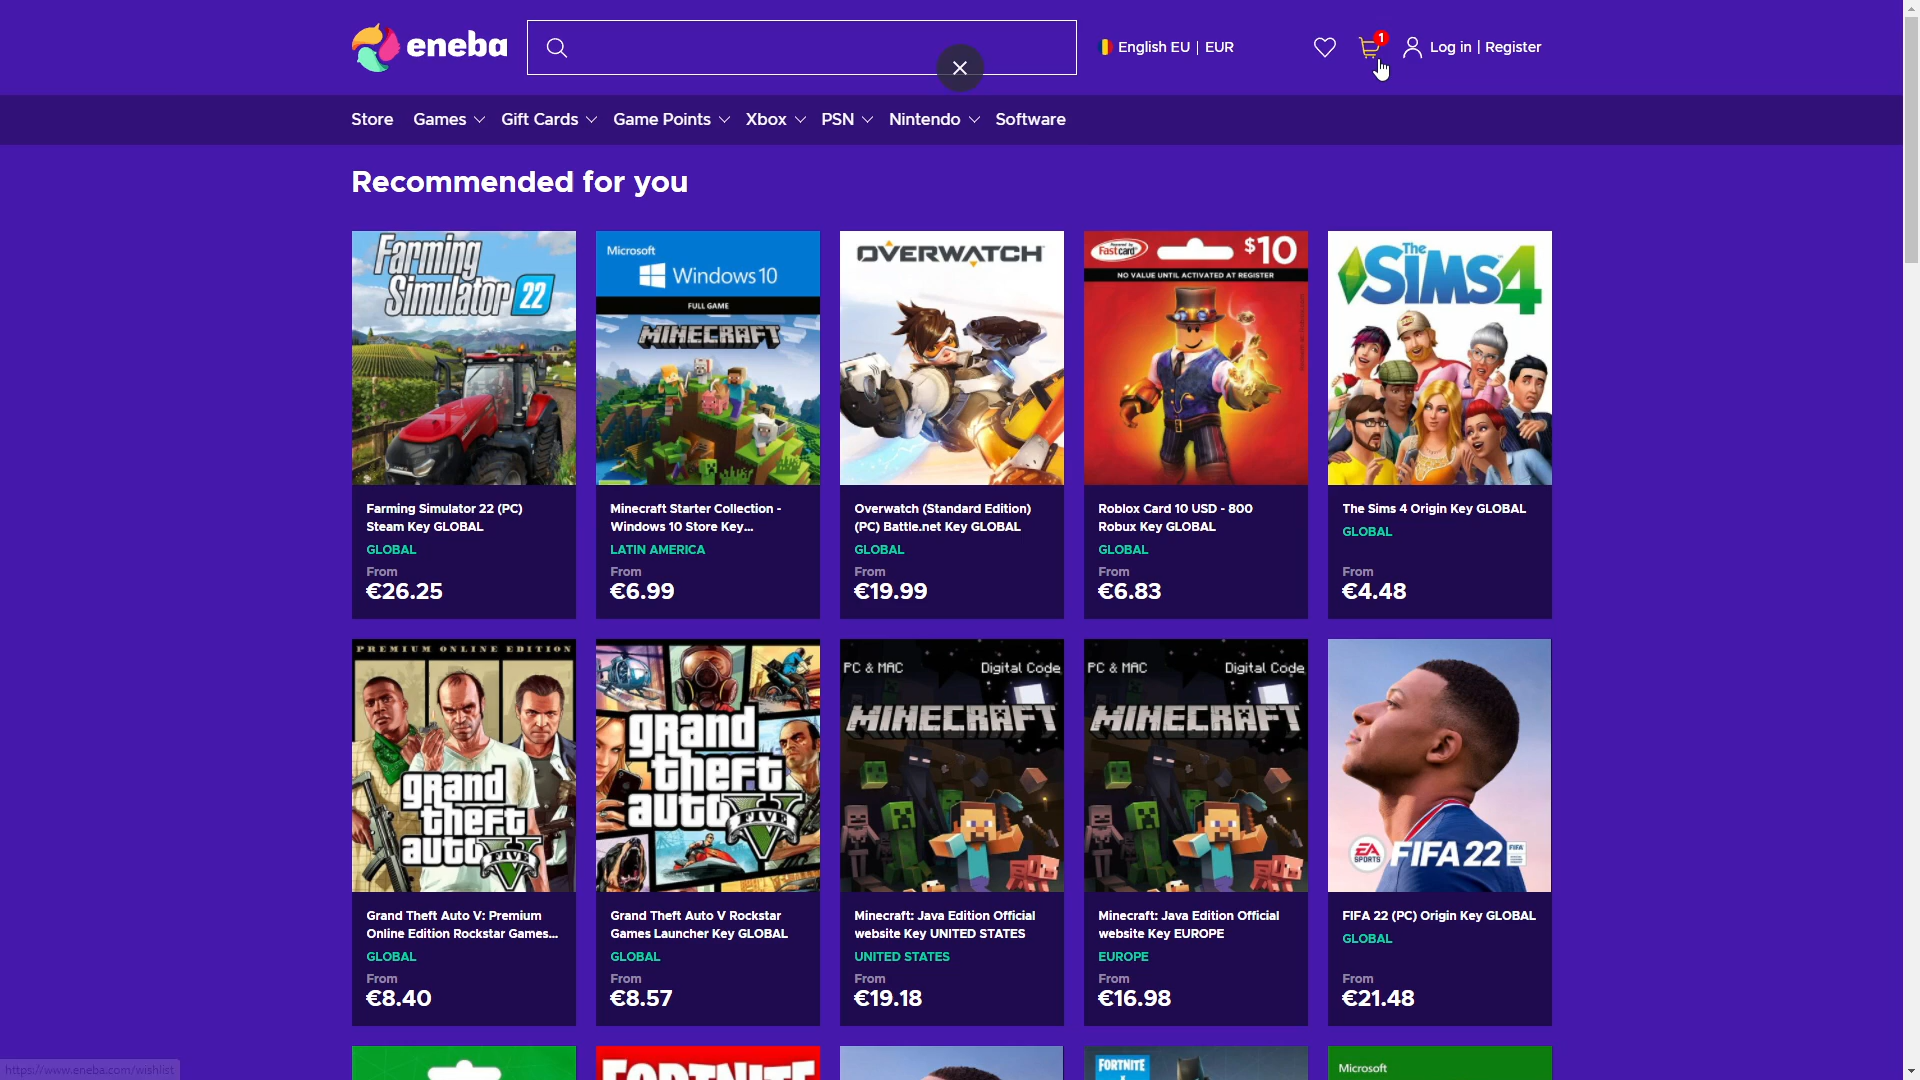 eneba
English EU | EUR
1
Log in | Register
Store
Games
Gift Cards
Game Points
Xbox
PSN
Nintendo
Software
Recommended for you
Farming
Simulator 22
Microsoft
Windows 10
FULL GAME
MINECRAFT
OVERWATCH
Fastcard
$10
NO VALUE UNTIL ACTIVATED AT REGISTER
The
SIMS 4
Farming Simulator 22 (PC)
Steam Key GLOBAL
GLOBAL
From
€26.25
Minecraft Starter Collection -
Windows 10 Store Key...
LATIN AMERICA
From
€6.99
Overwatch (Standard Edition)
(PC) Battle.net Key GLOBAL
GLOBAL
From
€19.99
Roblox Card 10 USD - 800
Robux Key GLOBAL
GLOBAL
From
€6.83
The Sims 4 Origin Key GLOBAL
GLOBAL
From
€4.48
PREMIUM ONLINE EDITION
grand
theft
auto
FIVE
grand
theft
auto
FIVE
PC & MAC
Digital Code
MINECRAFT
PC & MAC
Digital Code
MINECRAFT
EA
SPORTS
FIFA 22
FIFA
Grand Theft Auto V: Premium
Online Edition Rockstar Games...
GLOBAL
From
€8.40
Grand Theft Auto V Rockstar
Games Launcher Key GLOBAL
GLOBAL
From
€8.57
Minecraft: Java Edition Official
website Key UNITED STATES
UNITED STATES
From
€19.18
Minecraft: Java Edition Official
website Key EUROPE
EUROPE
From
€16.98
FIFA 22 (PC) Origin Key GLOBAL
GLOBAL
From
€21.48
FORTNITE
FORTNITE
Microsoft
https://www.eneba.com/wishlist